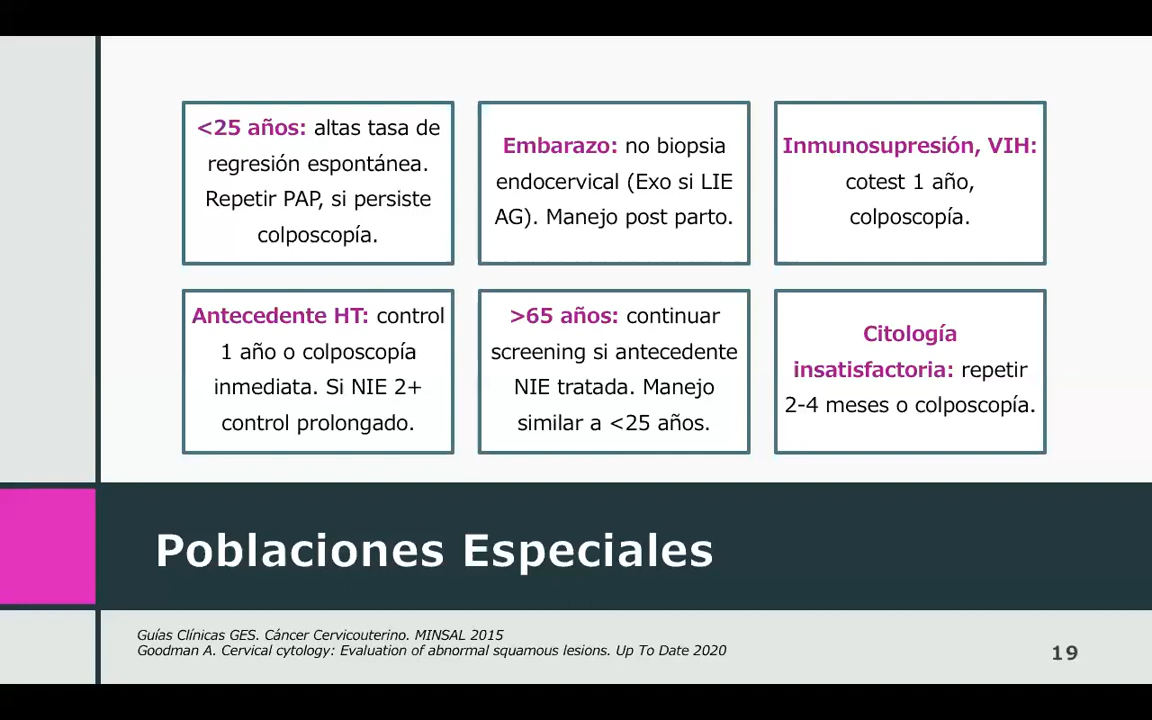 <25 años: altas tasa de
regresión espontánea.
Repetir PAP, si persiste
colposcopía.
Embarazo: no biopsia
endocervical (Exo si LIE
AG). Manejo post parto.
Inmunosupresión, VIH:
cotest 1 año,
colposcopía.
Antecedente HT: control
1 año o colposcopía
inmediata. Si NIE 2+
control prolongado.
>65 años: continuar
screening si antecedente
NIE tratada. Manejo
similar a <25 años.
Citología
insatisfactoria: repetir
2-4 meses o colposcopía.
Poblaciones Especiales
Guías Clínicas GES. Cáncer Cervicouterino. MINSAL 2015
Goodman A. Cervical cytology: Evaluation of abnormal squamous lesions. Up To Date 2020
19